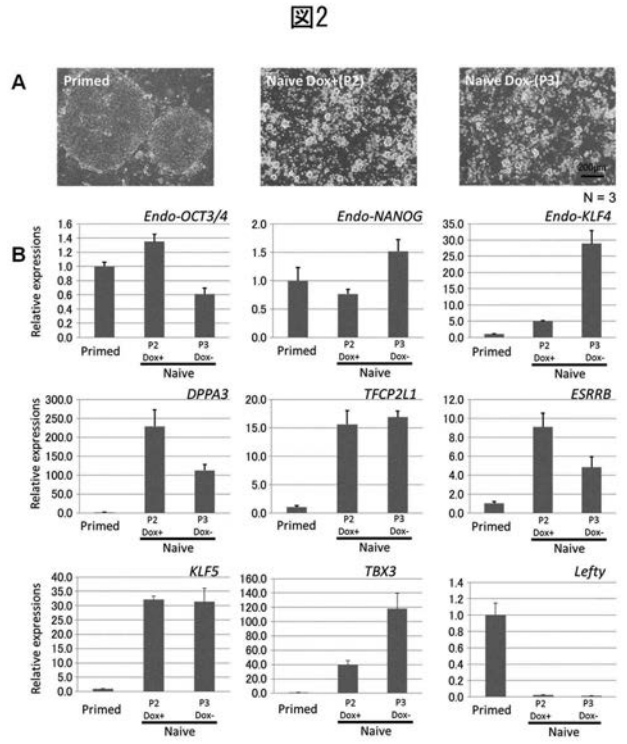 図2
A
Primed
Naive Dox+(P2)
Naive Dox-(P3)
200μm
N = 3
B
Endo-OCT3/4
Relative expressions
1.6
1.4
1.2
1.0
0.8
0.6
0.4
0.2
0.0
Primed
P2
Dox+
P3
Dox-
Naive
Endo-NANOG
2.0
1.5
1.0
0.5
0.0
Primed
P2
Dox+
P3
Dox-
Naive
Endo-KLF4
35.0
30.0
25.0
20.0
15.0
10.0
5.0
0.0
Primed
P2
Dox+
P3
Dox-
Naive
DPPA3
Relative expressions
300.0
250.0
200.0
150.0
100.0
50.0
0.0
Primed
P2
Dox+
P3
Dox-
Naive
TFCP2L1
20.0
15.0
10.0
5.0
0.0
Primed
P2
Dox+
P3
Dox-
Naive
ESRRB
12.0
10.0
8.0
6.0
4.0
2.0
0.0
Primed
P2
Dox+
P3
Dox-
Naive
KLF5
Relative expressions
40.0
35.0
30.0
25.0
20.0
15.0
10.0
5.0
0.0
Primed
P2
Dox+
P3
Dox-
Naive
TBX3
160.0
140.0
120.0
100.0
80.0
60.0
40.0
20.0
0.0
Primed
P2
Dox+
P3
Dox-
Naive
Lefty
1.4
1.2
1.0
0.8
0.6
0.4
0.2
0.0
Primed
P2
Dox+
P3
Dox-
Naive